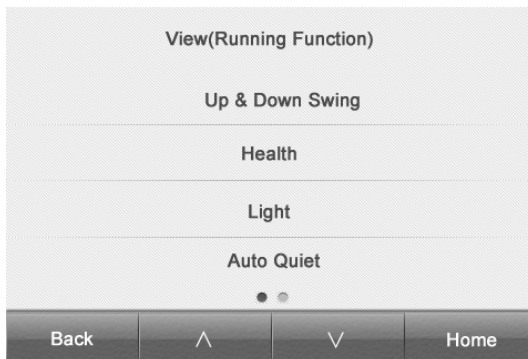 View(Running Function)
Up & Down Swing
Health
Light
Auto Quiet
Back ∧ ∨ Home